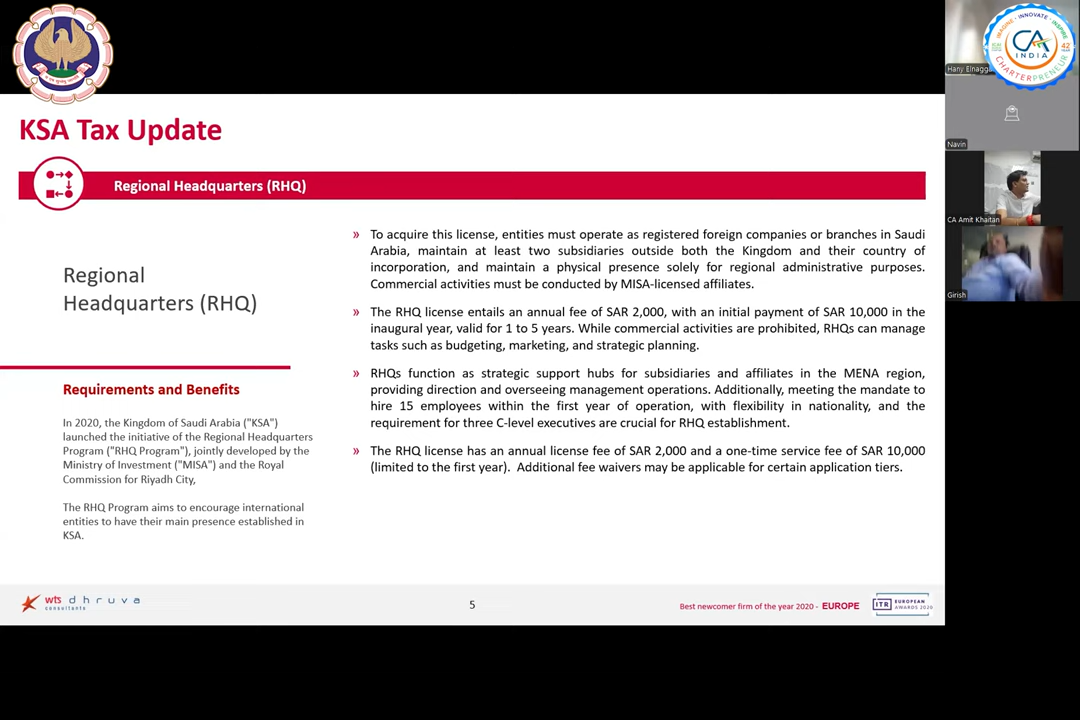 KSA Tax Update
Regional Headquarters (RHQ)
Regional
Headquarters (RHQ)
Requirements and Benefits
In 2020, the Kingdom of Saudi Arabia ("KSA")
launched the initiative of the Regional Headquarters
Program ("RHQ Program"), jointly developed by the
Ministry of Investment ("MISA") and the Royal
Commission for Riyadh City,
The RHQ Program aims to encourage international
entities to have their main presence established in
KSA.
» To acquire this license, entities must operate as registered foreign companies or branches in Saudi
Arabia, maintain at least two subsidiaries outside both the Kingdom and their country of
incorporation, and maintain a physical presence solely for regional administrative purposes.
Commercial activities must be conducted by MISA-licensed affiliates.
» The RHQ license entails an annual fee of SAR 2,000, with an initial payment of SAR 10,000 in the
inaugural year, valid for 1 to 5 years. While commercial activities are prohibited, RHQs can manage
tasks such as budgeting, marketing, and strategic planning.
» RHQs function as strategic support hubs for subsidiaries and affiliates in the MENA region,
providing direction and overseeing management operations. Additionally, meeting the mandate to
hire 15 employees within the first year of operation, with flexibility in nationality, and the
requirement for three C-level executives are crucial for RHQ establishment.
» The RHQ license has an annual license fee of SAR 2,000 and a one-time service fee of SAR 10,000
(limited to the first year). Additional fee waivers may be applicable for certain application tiers.
wts dhruva
consultants
5
Best newcomer firm of the year 2020 - EUROPE
ITR EUROPEAN
AWARDS 2020
IMAGINE · INNOVATE · INSPIRE
CA
INDIA
42
CHARTERPRENEUR
Hany Elnagga
Navin
CA Amit Khaitan
Girish